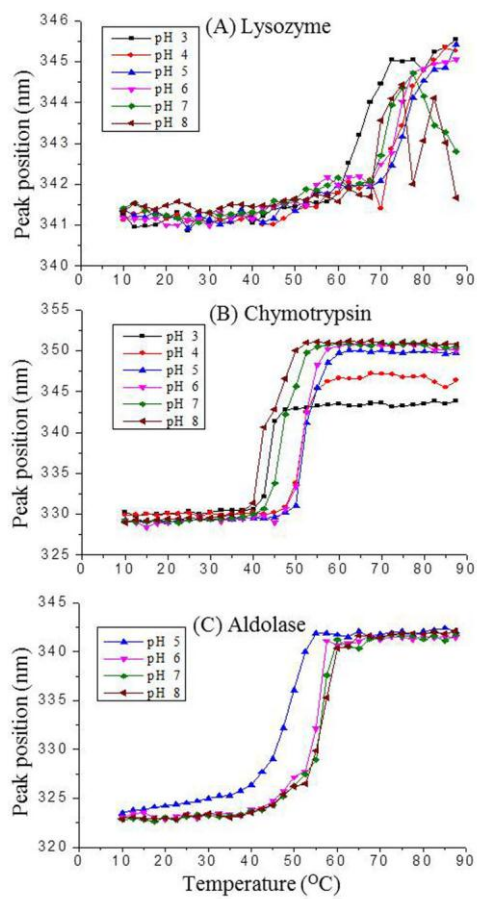 (A) Lysozyme
pH 3
pH 4
pH 5
pH 6
pH 7
pH 8
Peak position (nm)
346
345
344
343
342
341
340
0 10 20 30 40 50 60 70 80 90
(B) Chymotrypsin
pH 3
pH 4
pH 5
pH 6
pH 7
pH 8
Peak position (nm)
355
350
340
335
330
325
0 10 20 30 40 50 60 70 80 90
(C) Aldolase
pH 5
pH 6
pH 7
pH 8
Peak position (nm)
345
342
335
330
325
323
320
0 10 20 30 40 50 60 70 80 90
Temperature (OC)